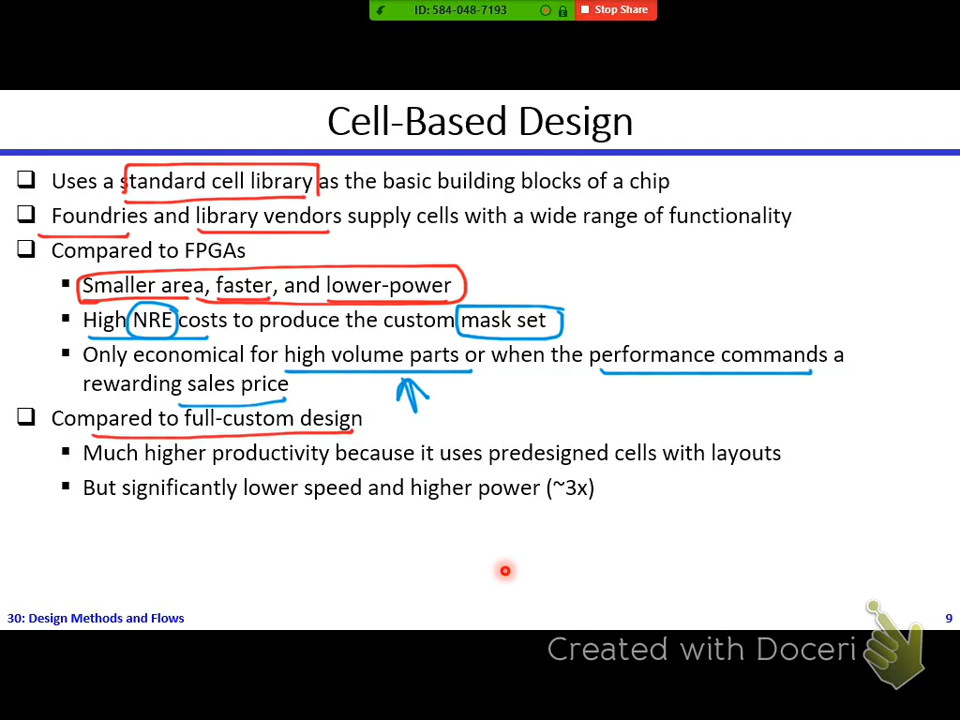 ID: 584-048-7193
Stop Share
Cell-Based Design
Uses a standard cell library as the basic building blocks of a chip
Foundries and library vendors supply cells with a wide range of functionality
Compared to FPGAs
Smaller area, faster, and lower-power
High NRE costs to produce the custom mask set
Only economical for high volume parts or when the performance commands a
rewarding sales price
Compared to full-custom design
Much higher productivity because it uses predesigned cells with layouts
But significantly lower speed and higher power (~3x)
30: Design Methods and Flows
9
Created with Doceri